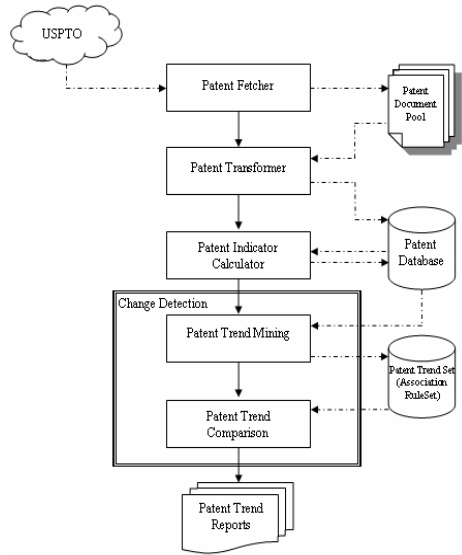 USPTO
Patent Fetcher
Patent
Document
Pool
Patent Transformer
Patent Indicator
Calculator
Patent
Database
Change Detection
Patent Trend Mining
Patent Trend Set
(Association
RuleSet)
Patent Trend
Comparison
Patent Trend
Reports